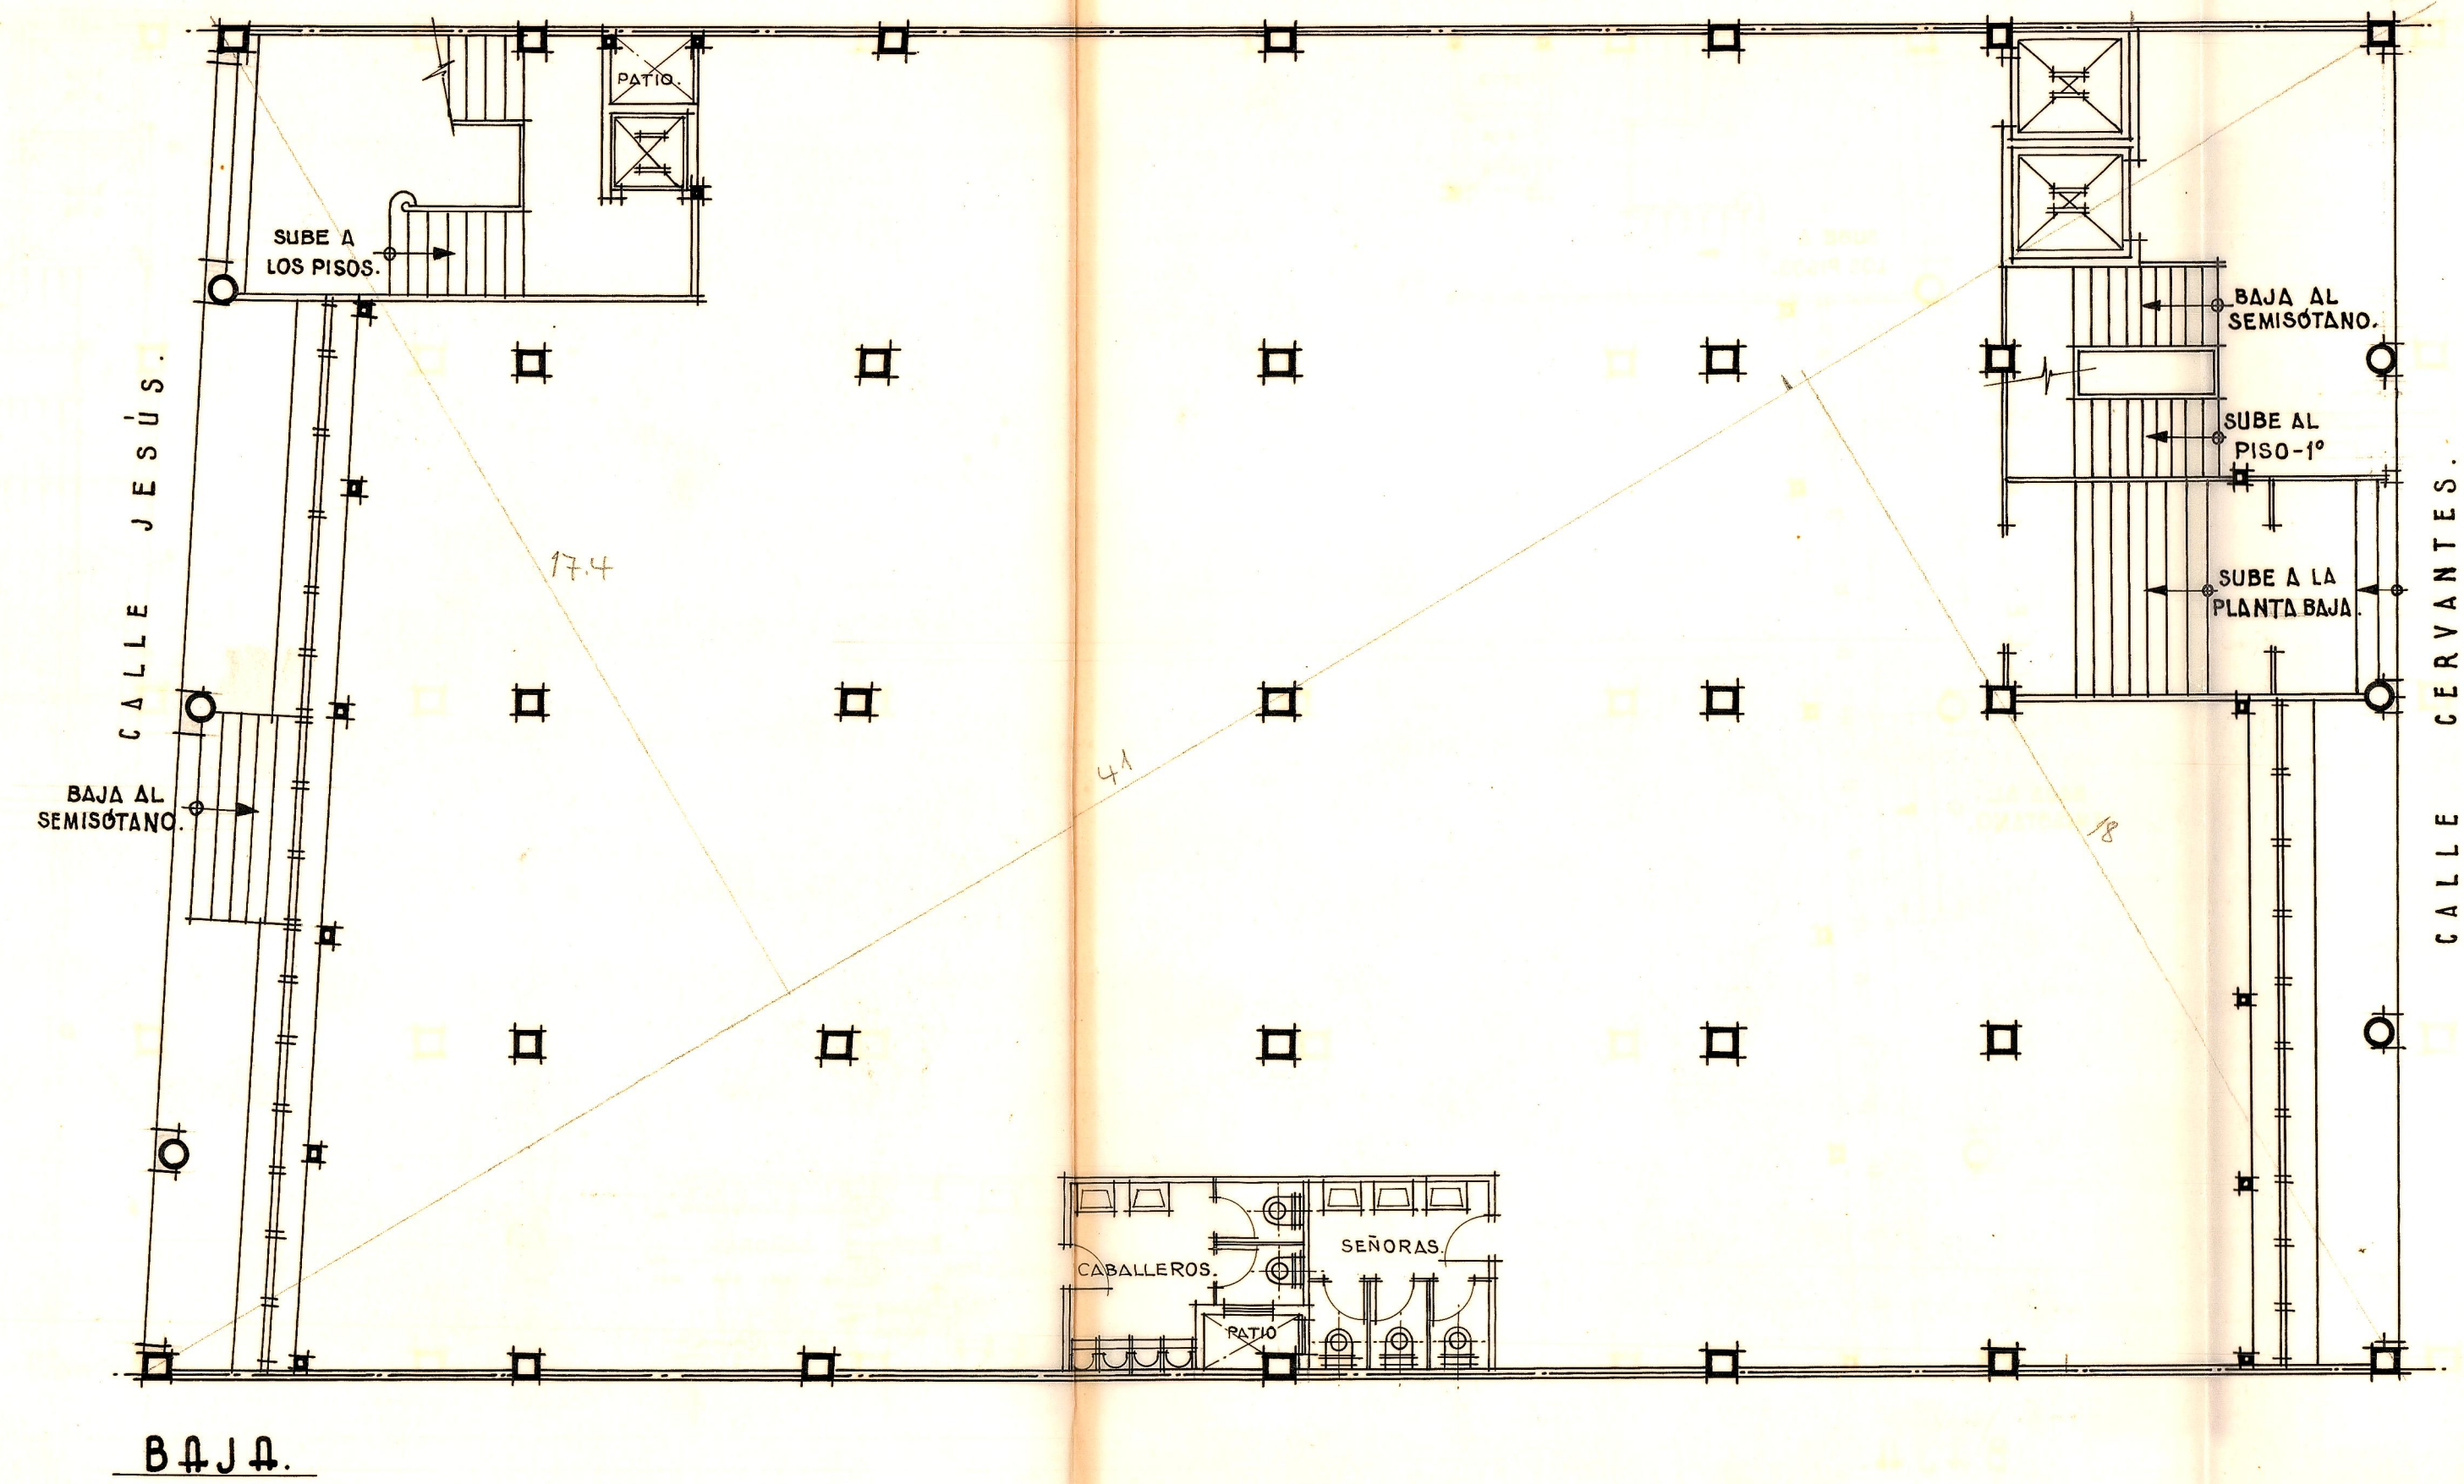 PATIO.
SUBE A
LOS PISOS.
BAJA AL
SEMISÓTANO.
SUBE AL
PISO-1º
CALLE JESÚS.
17.4
SUBE A LA
PLANTA BAJA.
CALLE CERVANTES.
41
BAJA AL
SEMISÓTANO.
18
SEÑORAS.
CABALLEROS.
PATIO
BAJA.